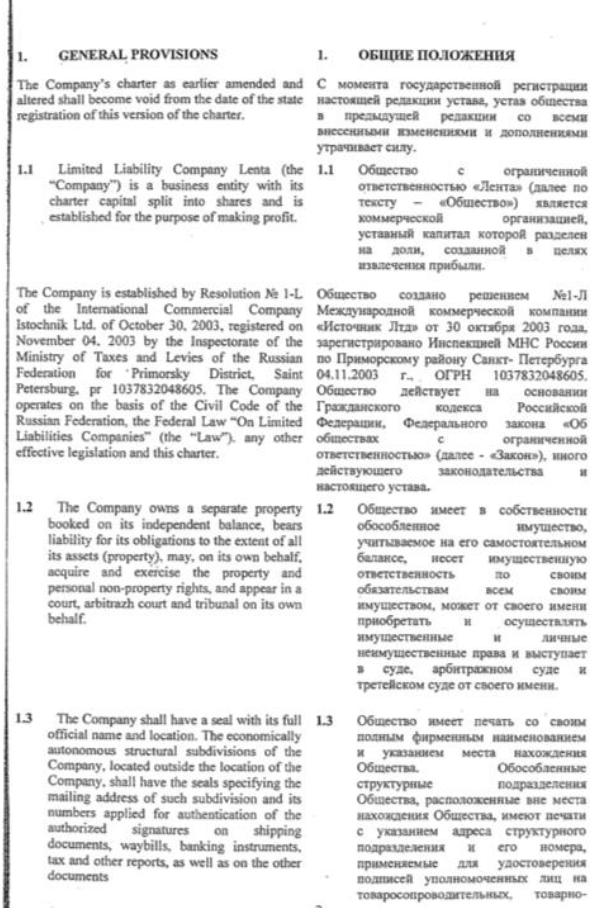 1. GENERAL PROVISIONS
The Company's charter as earlier amended and
altered shall become void from the date of the state
registration of this version of the charter.
1.1 Limited Liability Company Lenta (the
“Company”) is a business entity with its
charter capital split into shares and is
established for the purpose of making profit.
The Company is established by Resolution № 1-L
of the International Commercial Company
Istochnik Ltd. of October 30, 2003, registered on
November 04, 2003 by the Inspectorate of the
Ministry of Taxes and Levies of the Russian
Federation for Primorsky District, Saint
Petersburg, pr 1037832048605. The Company
operates on the basis of the Civil Code of the
Russian Federation, the Federal Law “On Limited
Liabilities Companies” (the “Law”), any other
effective legislation and this charter.
1.2 The Company owns a separate property
booked on its independent balance, bears
liability for its obligations to the extent of all
its assets (property), may, on its own behalf,
acquire and exercise the property and
personal non-property rights, and appear in a
court, arbitrazh court and tribunal on its own
behalf.
1.3 The Company shall have a seal with its full
official name and location. The economically
autonomous structural subdivisions of the
Company, located outside the location of the
Company, shall have the seals specifying the
mailing address of such subdivision and its
numbers applied for authentication of the
authorized signatures on shipping
documents, waybills, banking instruments,
tax and other reports, as well as on the other
documents
1. ОБЩИЕ ПОЛОЖЕНИЯ
С момента государственной регистрации
настоящей редакции устава, устав общества
в предыдущей редакции со всеми
внесенными изменениями и дополнениями
утрачивает силу.
1.1 Общество с ограниченной
ответственностью «Лента» (далее по
тексту – «Общество») является
коммерческой организацией,
уставный капитал которой разделен
на доли, созданной в целях
извлечения прибыли.
Общество создано решением №1-Л
Международной коммерческой компании
«Источник Лтд» от 30 октября 2003 года,
зарегистрировано Инспекцией МНС России
по Приморскому району Санкт- Петербурга
04.11.2003 г., ОГРН 1037832048605.
Общество действует на основании
Гражданского кодекса Российской
Федерации, Федерального закона «Об
обществах с ограниченной
ответственностью» (далее - «Закон»), иного
действующего законодательства и
настоящего устава.
1.2 Общество имеет в собственности
обособленное имущество,
учитываемое на его самостоятельном
балансе, несет имущественную
ответственность по своим
обязательствам всем своим
имуществом, может от своего имени
приобретать и осуществлять
имущественные и личные
неимущественные права и выступает
в суде, арбитражном суде и
третейском суде от своего имени.
1.3 Общество имеет печать со своим
полным фирменным наименованием
и указанием места нахождения
Общества. Обособленные
структурные подразделения
Общества, расположенные вне места
нахождения Общества, имеют печати
с указанием адреса структурного
подразделения и его номера,
применяемые для удостоверения
подписей уполномоченных лиц на
товаросопроводительных, товарно-